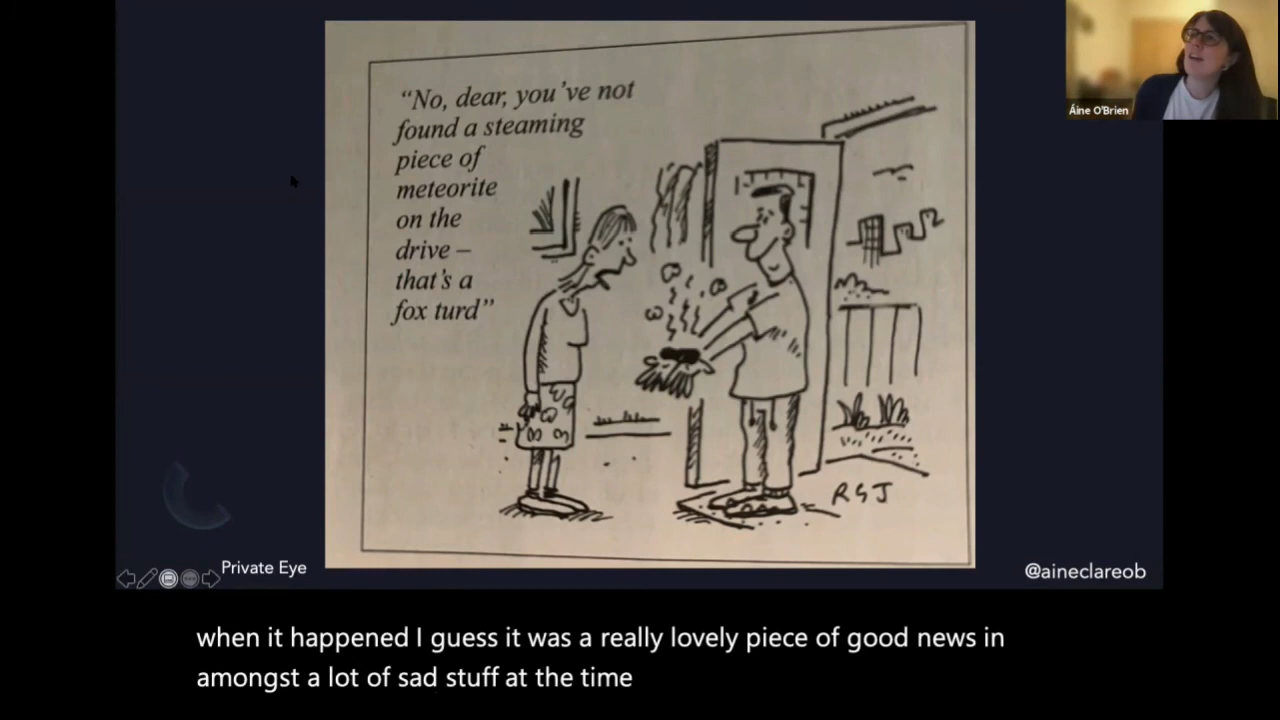 “No, dear, you’ve not
found a steaming
piece of
meteorite
on the
drive –
that’s a
fox turd”
RGJ
Áine O'Brien
Private Eye
@aineclareob
when it happened I guess it was a really lovely piece of good news in
amongst a lot of sad stuff at the time